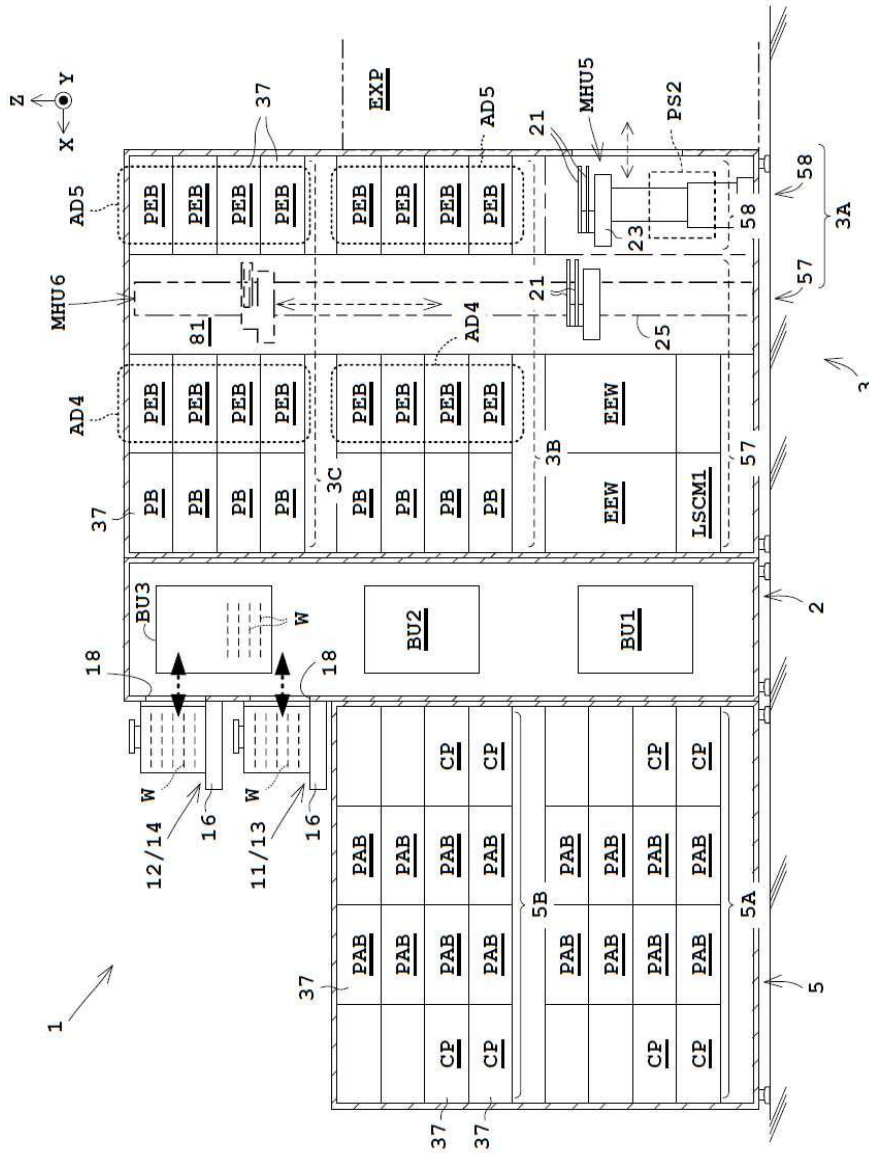 1
Z
Y
X
MHU6
AD4
AD5
37
37
BU3
18
PB
PEB
PEB
W
PB
PEB
81
PEB
12/14
16
W
PB
PEB
PEB
18
W
PB
PEB
PEB
11/13
16
3C
37
PAB
PAB
PB
PEB
AD4
PEB
EXP
PAB
PAB
BU2
PB
PEB
PEB
37
CP
PAB
PAB
CP
PB
PEB
PEB
AD5
37
CP
PAB
PAB
CP
PB
PEB
PEB
5B
3B
PAB
PAB
21
21
MHU5
PAB
PAB
BU1
EEW
EEW
23
CP
PAB
PAB
CP
25
PS2
CP
PAB
PAB
CP
LSCM1
5A
57
58
5
2
57
58
3A
3